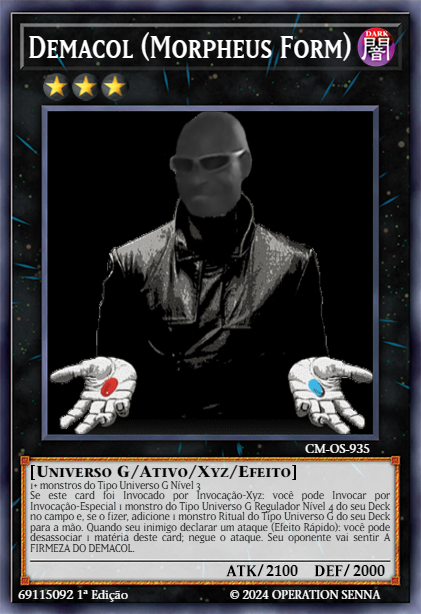 DEMACOL (MORPHEUS FORM)
DARK
闇
CM-OS-935
[UNIVERSO G/ATIVO/XYZ/EFEITO]
1+ monstros do Tipo Universo G Nível 3
Se este card foi Invocado por Invocação-Xyz: você pode Invocar por
Invocação-Especial 1 monstro do Tipo Universo G Regulador Nível 4 do seu Deck
no campo e, se o fizer, adicione 1 monstro Ritual do Tipo Universo G do seu Deck
para a mão. Quando seu inimigo declarar um ataque (Efeito Rápido): você pode
desassociar 1 matéria deste card; negue o ataque. Seu oponente vai sentir A
FIRMEZA DO DEMACOL.
ATK/2100 DEF/2000
69115092 1ª Edição © 2024 OPERATION SENNA